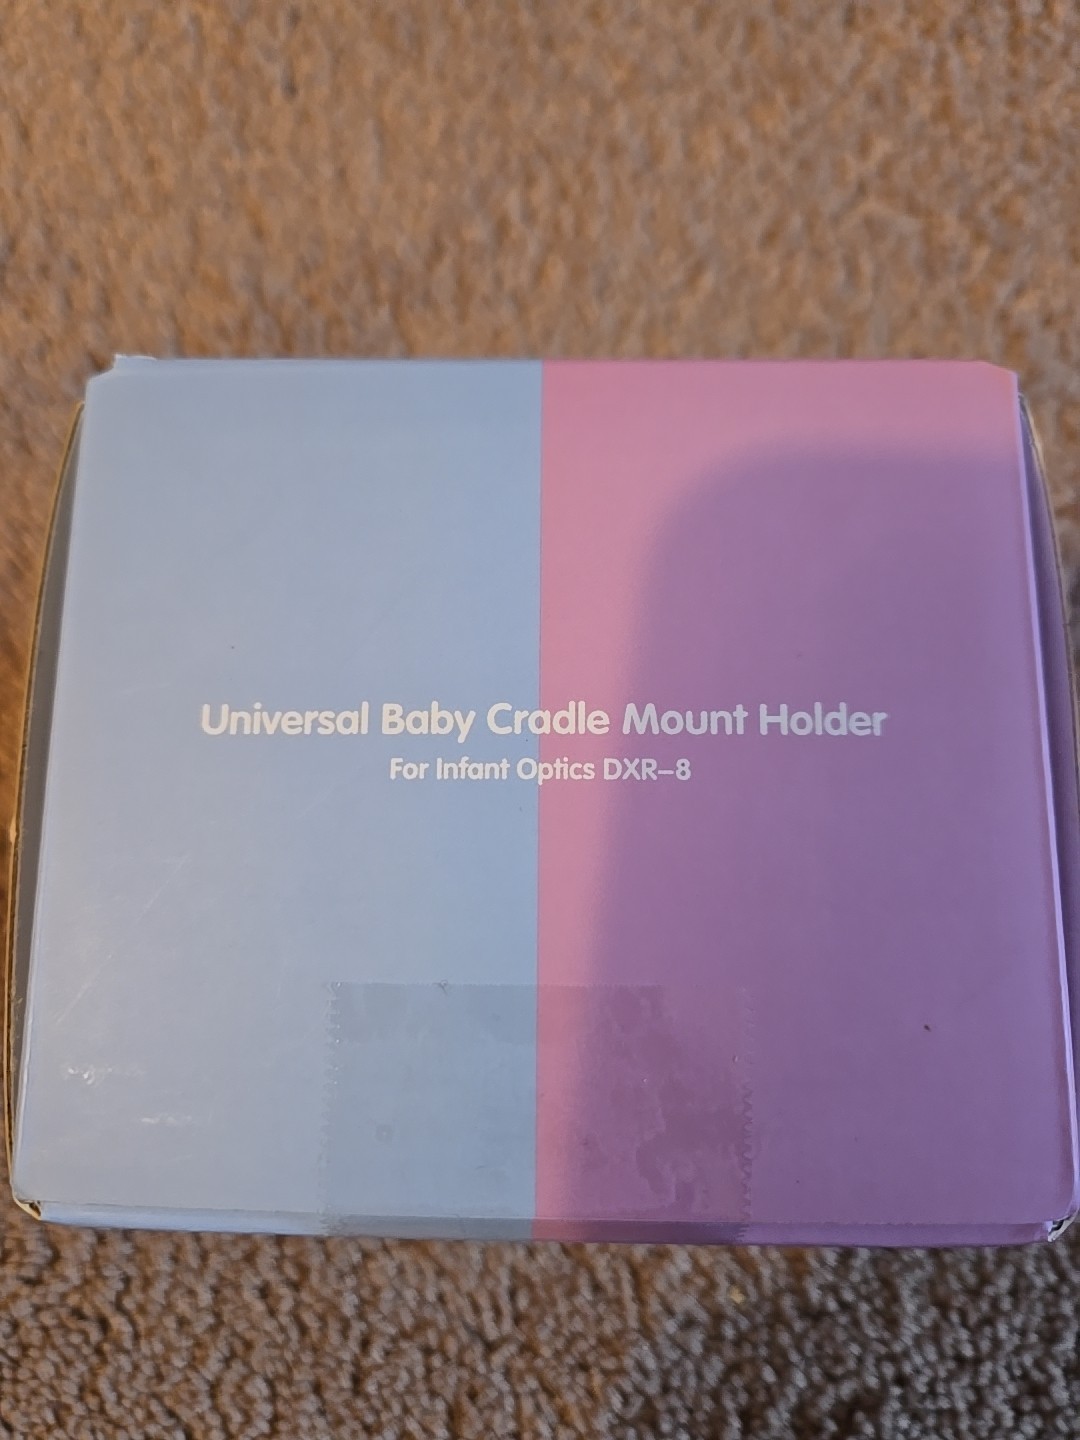 Universal Baby Cradle Mount Holder
For Infant Optics DXR–8